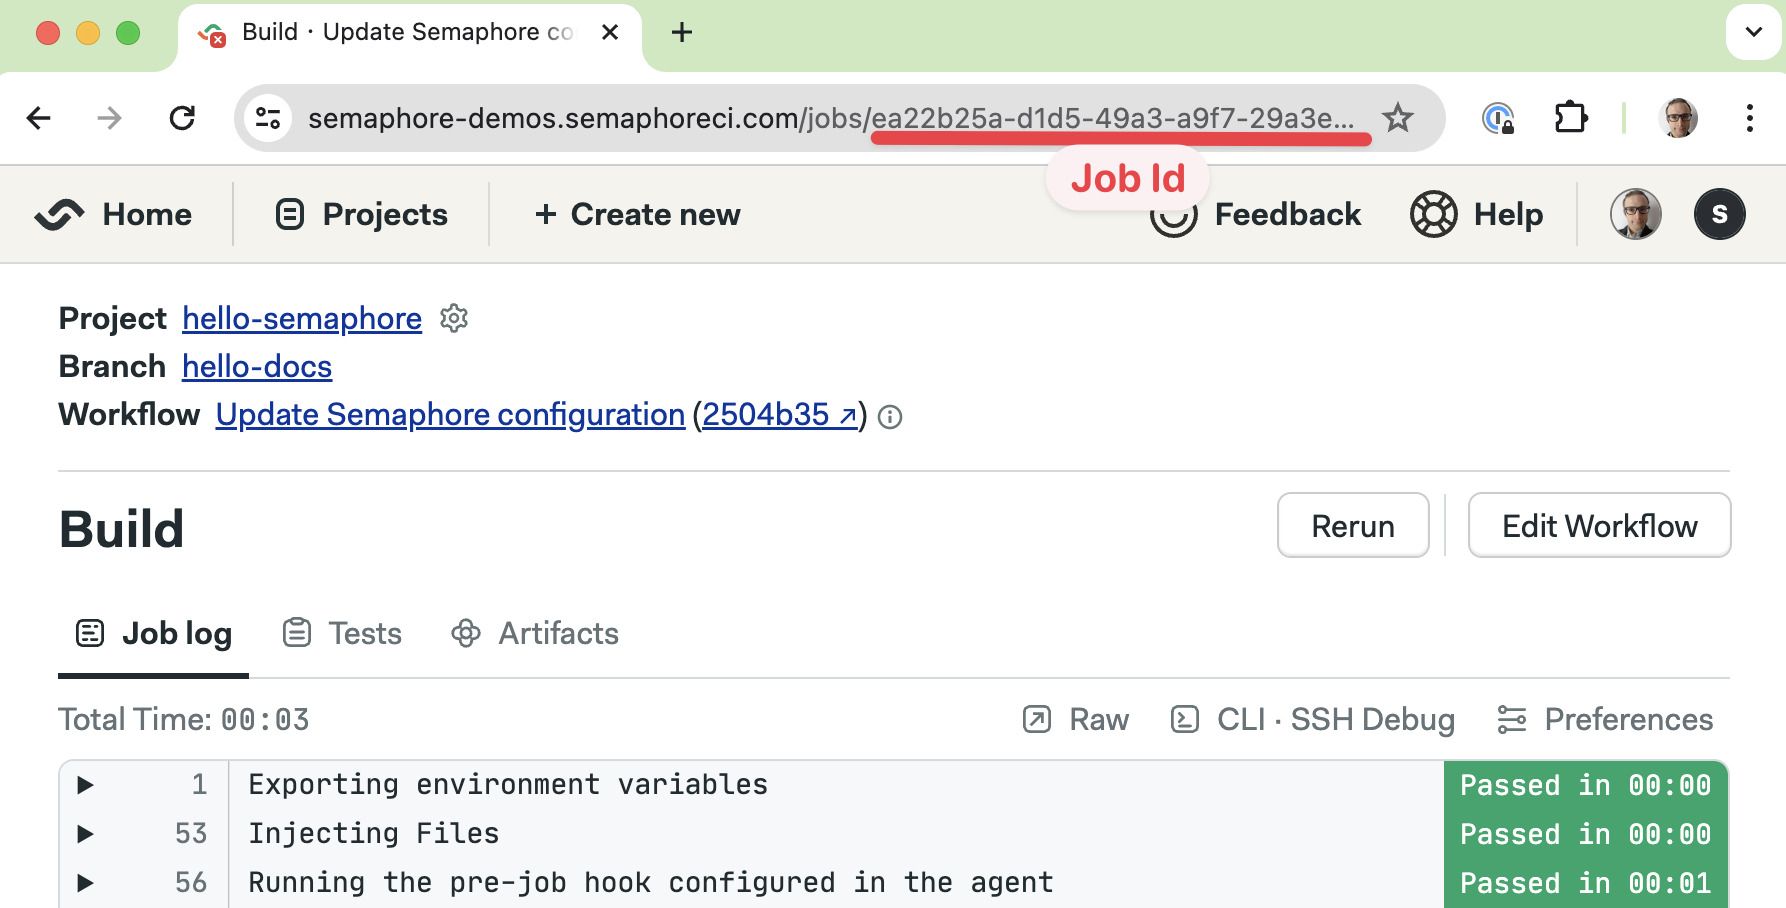 Build · Update Semaphore co
semaphore-demos.semaphoreci.com/jobs/ea22b25a-d1d5-49a3-a9f7-29a3e...
Job Id
Home
Projects
+ Create new
Feedback
Help
S
Project hello-semaphore
Branch hello-docs
Workflow Update Semaphore configuration (2504b35 ↗)
Build
Rerun
Edit Workflow
Job log
Tests
Artifacts
Total Time: 00:03
Raw
CLI · SSH Debug
Preferences
1 Exporting environment variables Passed in 00:00
53 Injecting Files Passed in 00:00
56 Running the pre-job hook configured in the agent Passed in 00:01